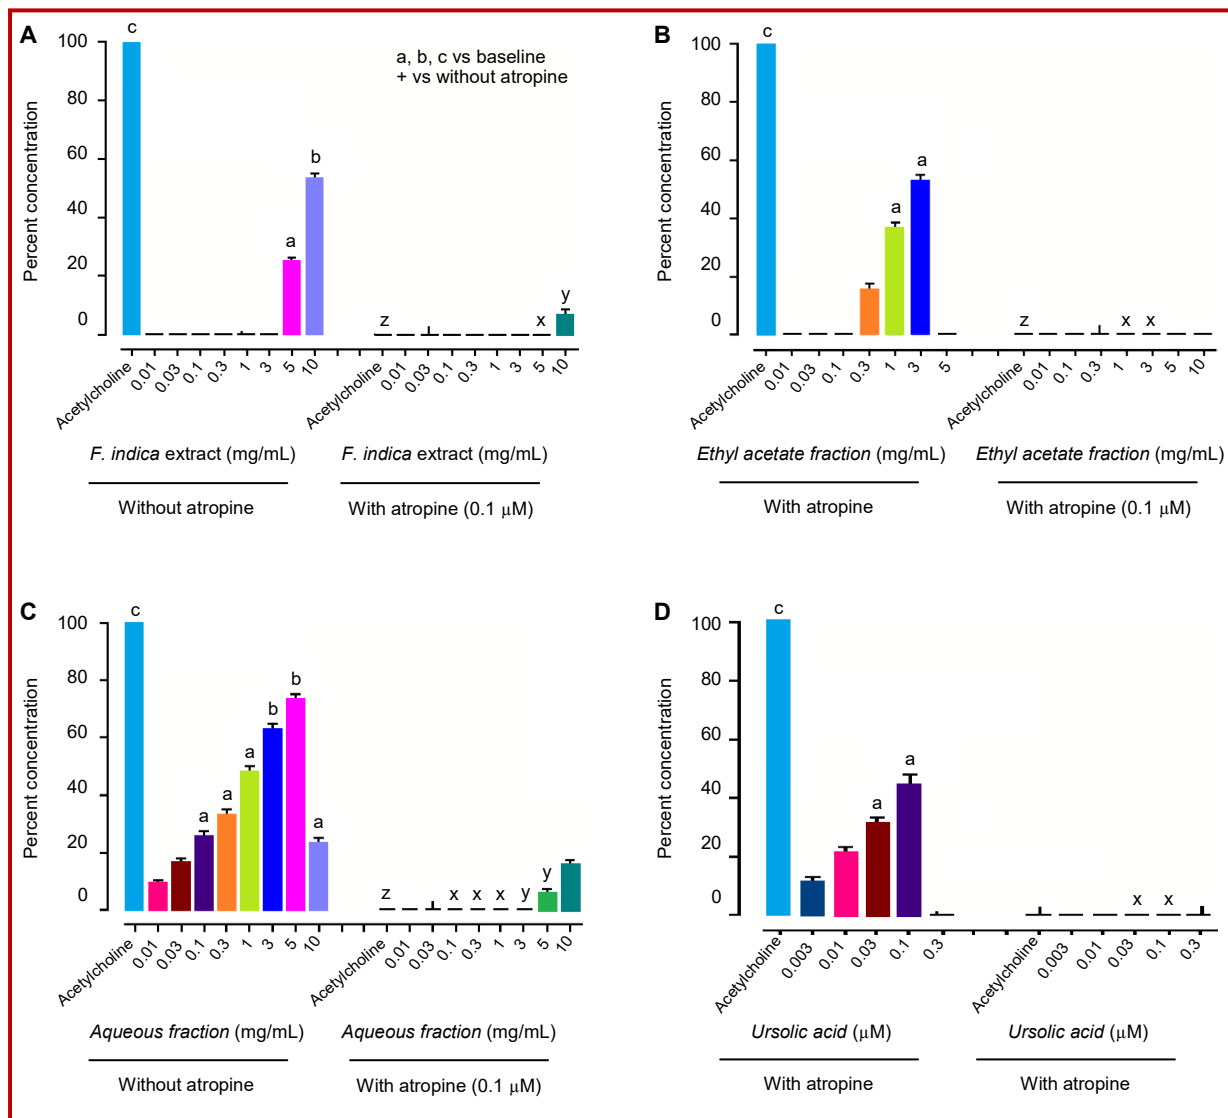 A
c
a, b, c vs baseline
+ vs without atropine
Percent concentration
100
80
60
40
20
0
a
b
z
x
y
Acetylcholine
0.01
0.03
0.1
0.3
1
3
5
10
Acetylcholine
0.01
0.03
0.1
0.3
1
3
5
10
F. indica extract (mg/mL)
F. indica extract (mg/mL)
Without atropine
With atropine (0.1 μM)
B
c
Percent concentration
100
80
60
40
20
0
a
a
z
x
x
Acetylcholine
0.01
0.03
0.1
0.3
1
3
5
Acetylcholine
0.01
0.1
0.3
1
3
5
10
Ethyl acetate fraction (mg/mL)
Ethyl acetate fraction (mg/mL)
With atropine
With atropine (0.1 μM)
C
c
Percent concentration
100
80
60
40
20
0
a
a
a
b
b
a
z
x
x
x
y
y
Acetylcholine
0.01
0.03
0.1
0.3
1
3
5
10
Acetylcholine
0.01
0.03
0.1
0.3
1
3
5
10
Aqueous fraction (mg/mL)
Aqueous fraction (mg/mL)
Without atropine
With atropine (0.1 μM)
D
c
Percent concentration
100
80
60
40
20
0
a
a
x
x
Acetylcholine
0.003
0.01
0.03
0.1
0.3
Acetylcholine
0.003
0.01
0.03
0.1
0.3
Ursolic acid (μM)
Ursolic acid (μM)
With atropine
With atropine